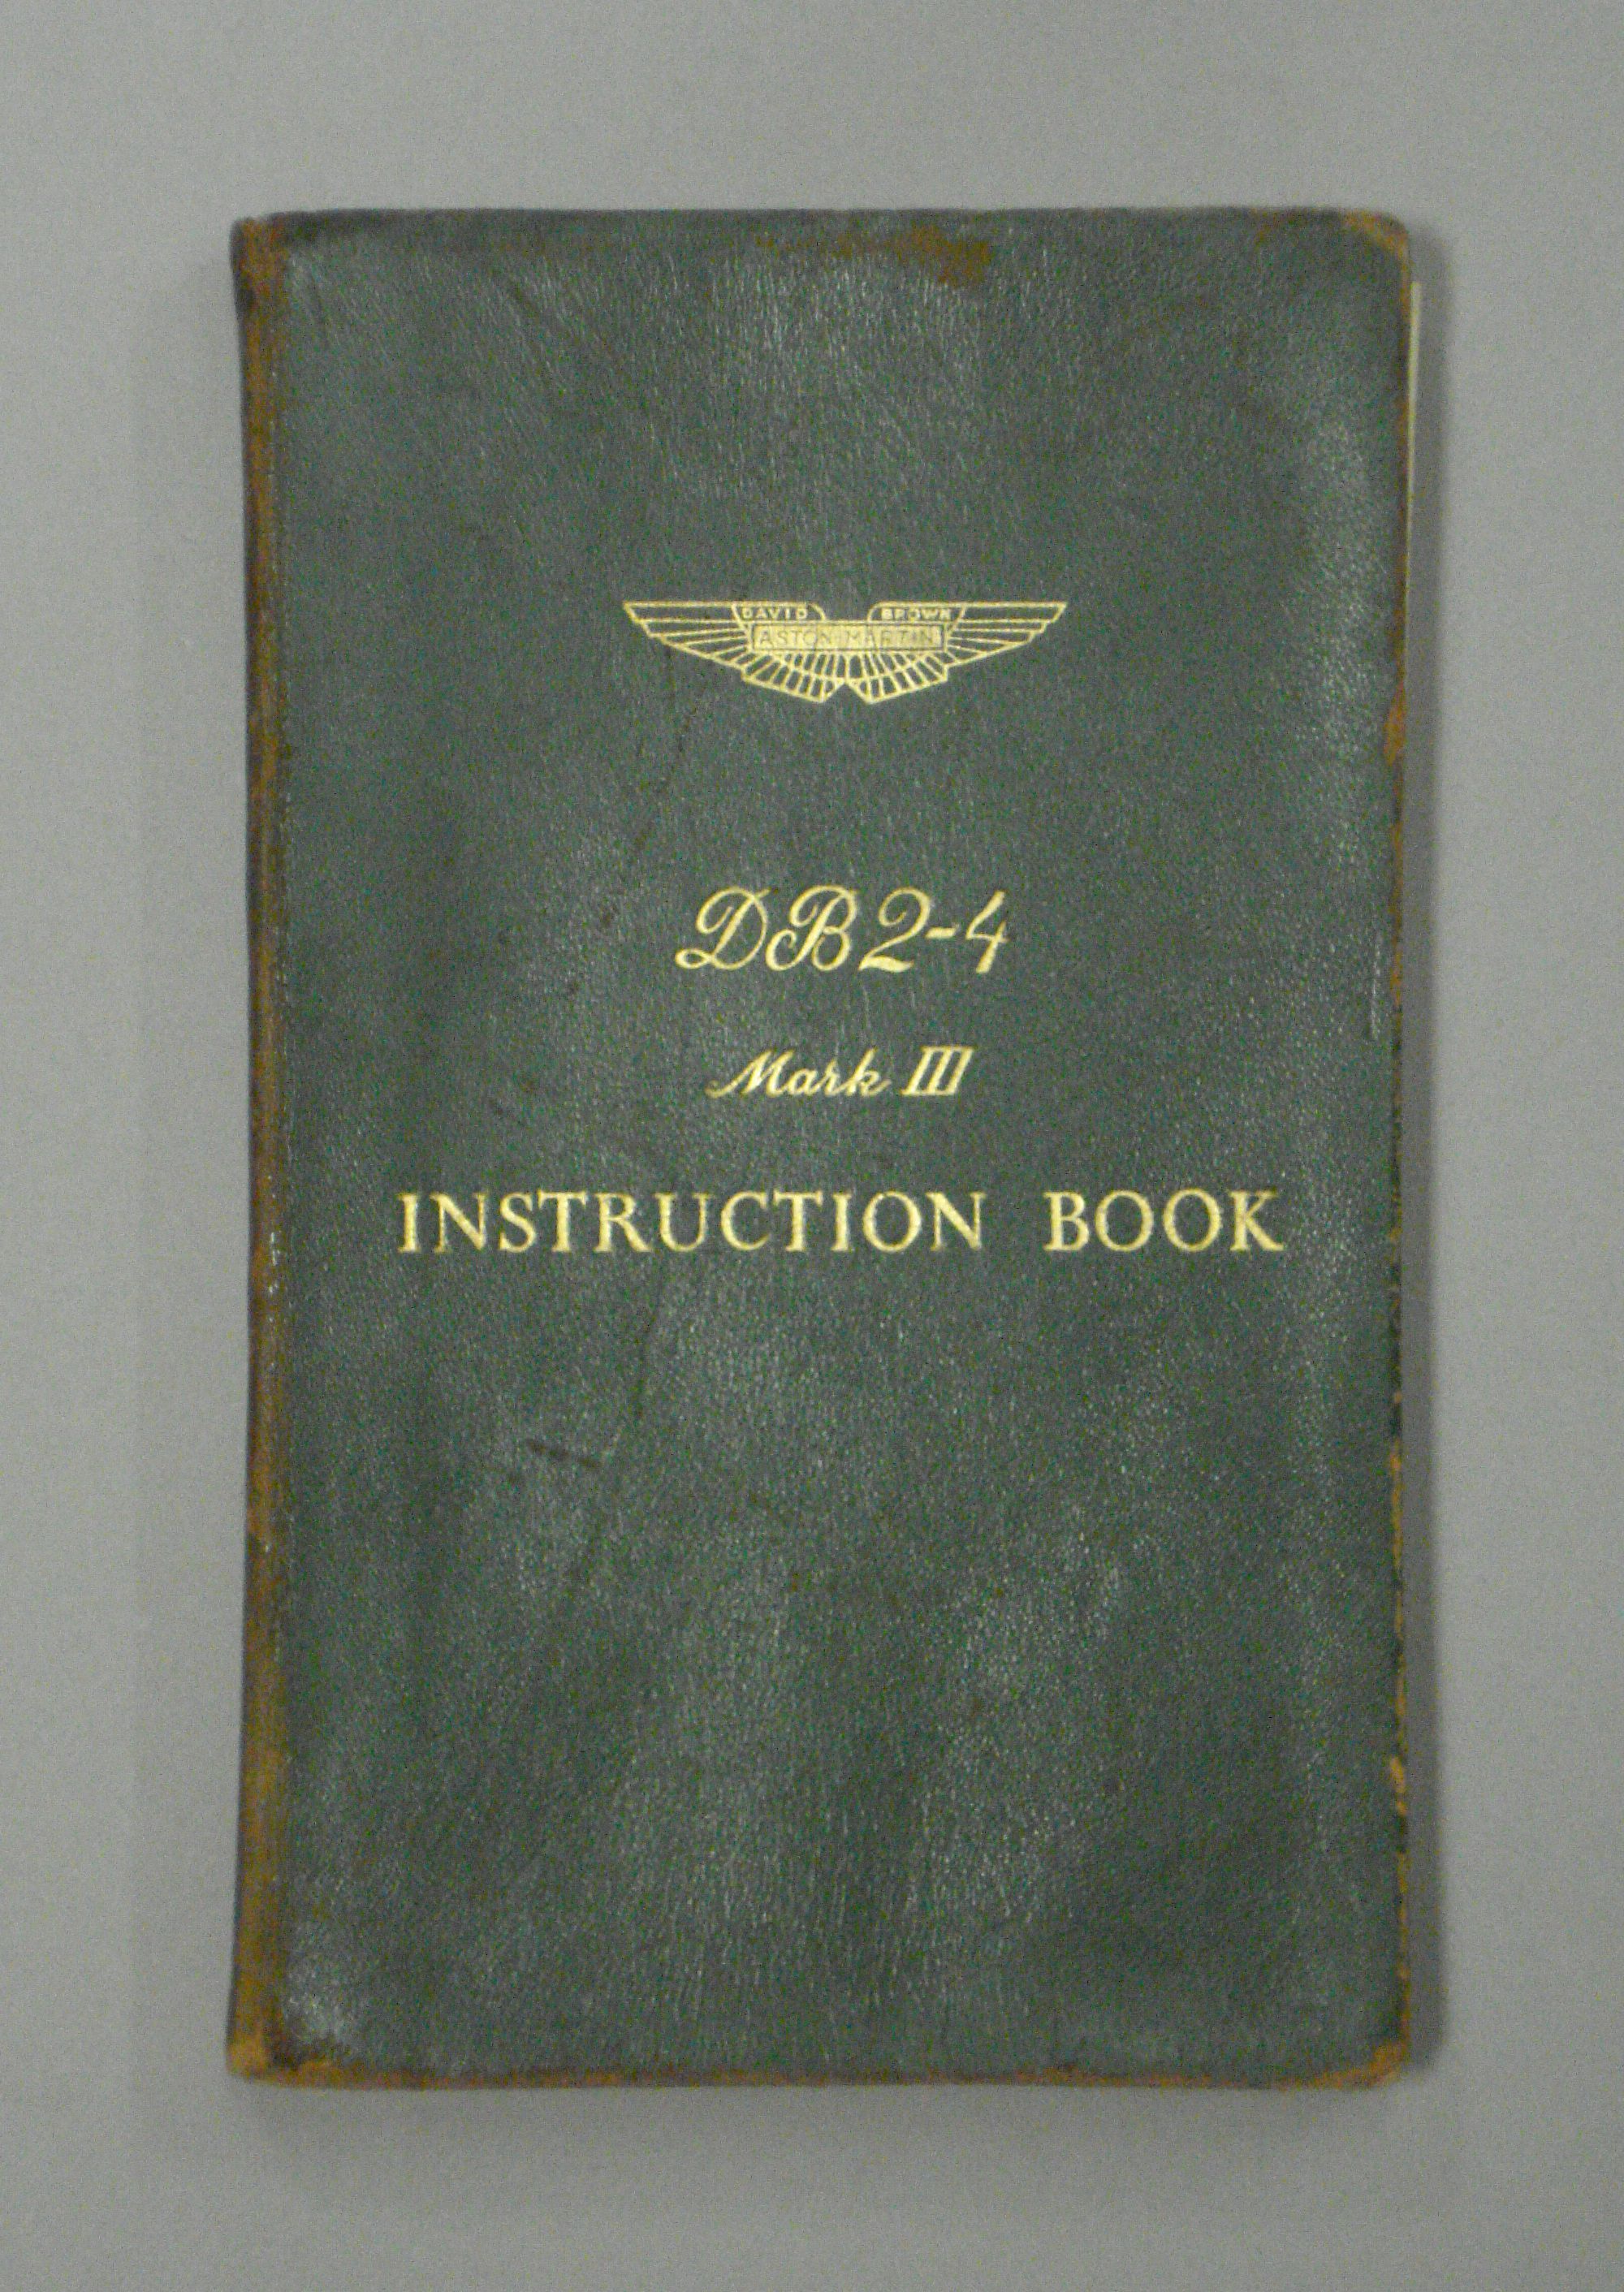 DAVID BROWN
ASTON MARTIN
DB2-4
Mark III
INSTRUCTION BOOK